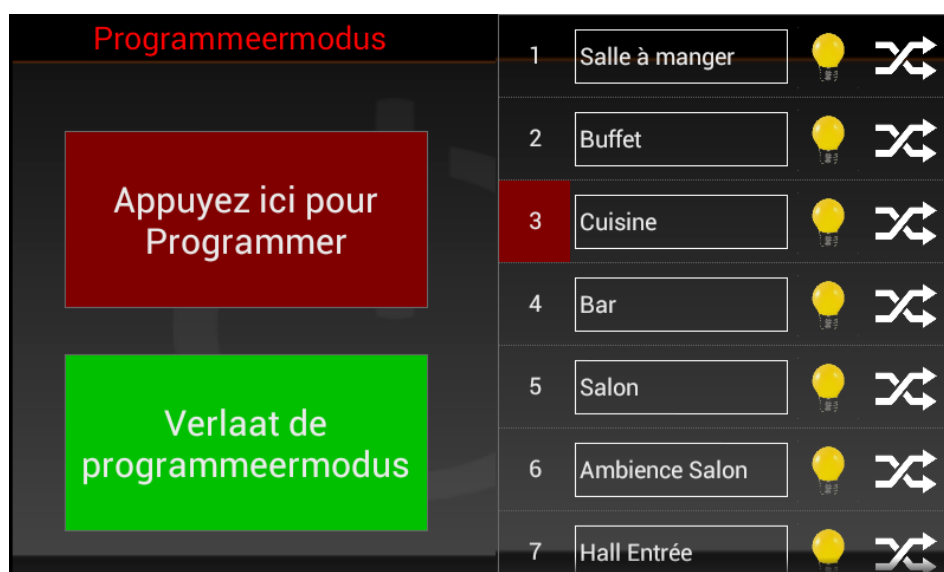 Programmeermodus
Appuyez ici pour
Programmer
Verlaat de
programmeermodus
1 Salle à manger
2 Buffet
3 Cuisine
4 Bar
5 Salon
6 Ambience Salon
7 Hall Entrée